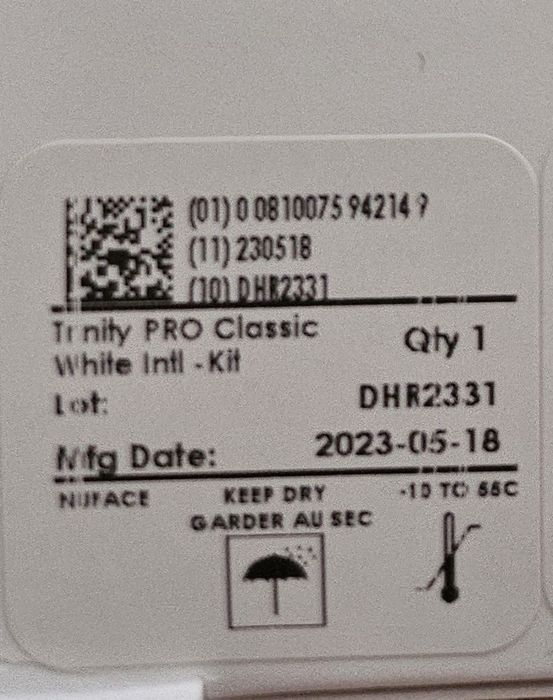 (01) 0 0810075 94214 9
(11) 230518
(10) DHR2331
Trinity PRO Classic
White Intl - Kit
Qty 1
Lot:
DHR2331
Mfg Date:
2023-05-18
NUFACE
KEEP DRY
GARDER AU SEC
-10 TO 55C